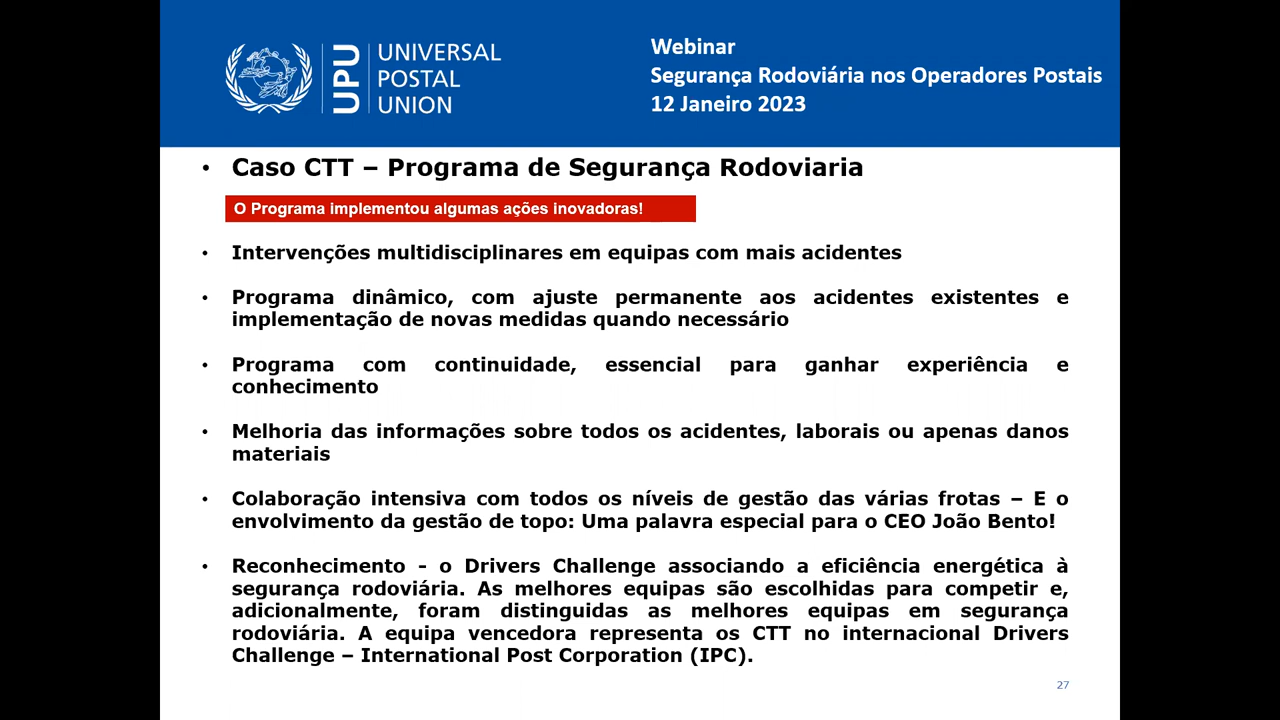 UPU
UNIVERSAL
POSTAL
UNION
Webinar
Segurança Rodoviária nos Operadores Postais
12 Janeiro 2023
• Caso CTT – Programa de Segurança Rodoviaria
O Programa implementou algumas ações inovadoras!
• Intervenções multidisciplinares em equipas com mais acidentes
• Programa dinâmico, com ajuste permanente aos acidentes existentes e
implementação de novas medidas quando necessário
• Programa com continuidade, essencial para ganhar experiência e
conhecimento
• Melhoria das informações sobre todos os acidentes, laborais ou apenas danos
materiais
• Colaboração intensiva com todos os níveis de gestão das várias frotas – E o
envolvimento da gestão de topo: Uma palavra especial para o CEO João Bento!
• Reconhecimento - o Drivers Challenge associando a eficiência energética à
segurança rodoviária. As melhores equipas são escolhidas para competir e,
adicionalmente, foram distinguidas as melhores equipas em segurança
rodoviária. A equipa vencedora representa os CTT no internacional Drivers
Challenge – International Post Corporation (IPC).
27